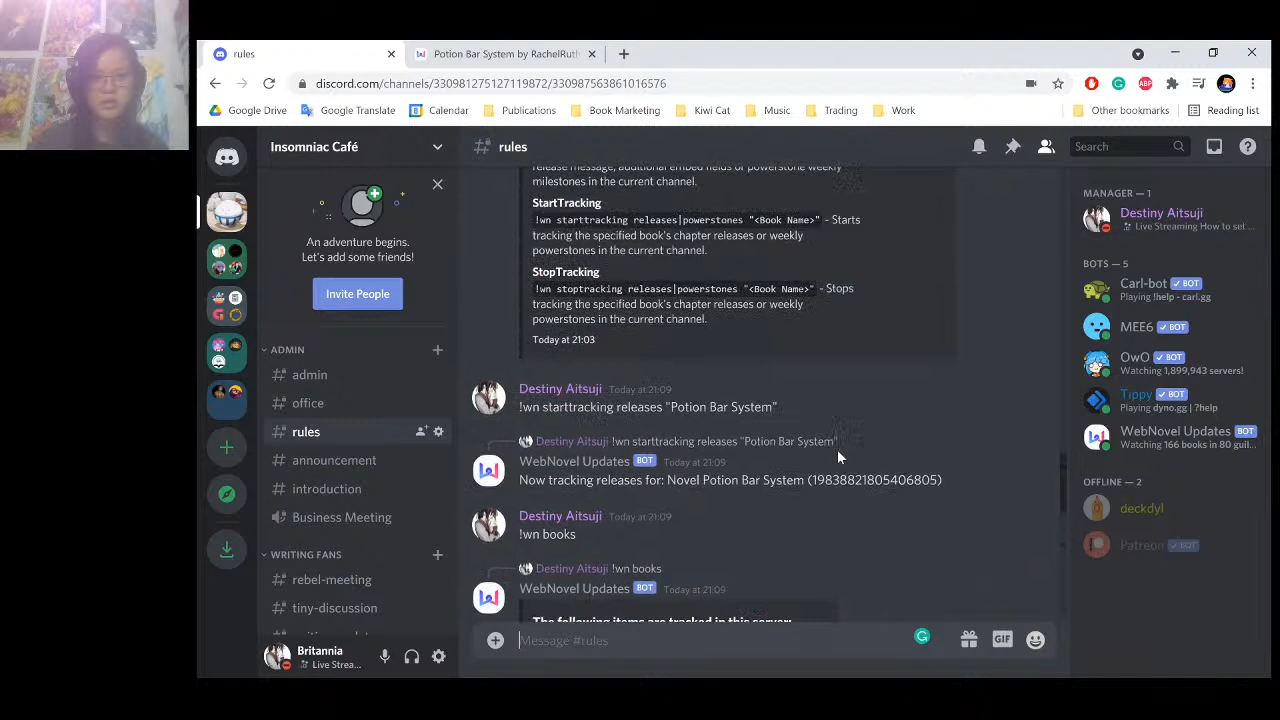 rules
Potion Bar System by RachelRuth
discord.com/channels/330981275127119872/330987563861016576
Google Drive
Google Translate
Calendar
Publications
Book Marketing
Kiwi Cat
Music
Trading
Work
Other bookmarks
Reading list
Insomniac Café
An adventure begins.
Let's add some friends!
Invite People
ADMIN
admin
office
rules
announcement
introduction
Business Meeting
WRITING FANS
rebel-meeting
tiny-discussion
Britannia
Live Strea...
rules
Search
release message, additional embed fields or powerstone weekly
milestones in the current channel.
StartTracking
!wn starttracking releases|powerstones "<Book Name>" - Starts
tracking the specified book's chapter releases or weekly
powerstones in the current channel.
StopTracking
!wn stoptracking releases|powerstones "<Book Name>" - Stops
tracking the specified book's chapter releases or weekly
powerstones in the current channel.
Today at 21:03
Destiny Aitsuji Today at 21:09
!wn starttracking releases "Potion Bar System"
Destiny Aitsuji !wn starttracking releases "Potion Bar System"
WebNovel Updates BOT Today at 21:09
Now tracking releases for: Novel Potion Bar System (19838821805406805)
Destiny Aitsuji Today at 21:09
!wn books
Destiny Aitsuji !wn books
WebNovel Updates BOT Today at 21:09
The following items are tracked in this server:
Message #rules
GIF
MANAGER — 1
Destiny Aitsuji
Live Streaming How to set ...
BOTS — 5
Carl-bot BOT
Playing !help - carl.gg
MEE6 BOT
OwO BOT
Watching 1,899,943 servers!
Tippy BOT
Playing dyno.gg | ?help
WebNovel Updates BOT
Watching 166 books in 80 guil...
OFFLINE — 2
deckdyl
Patreon BOT